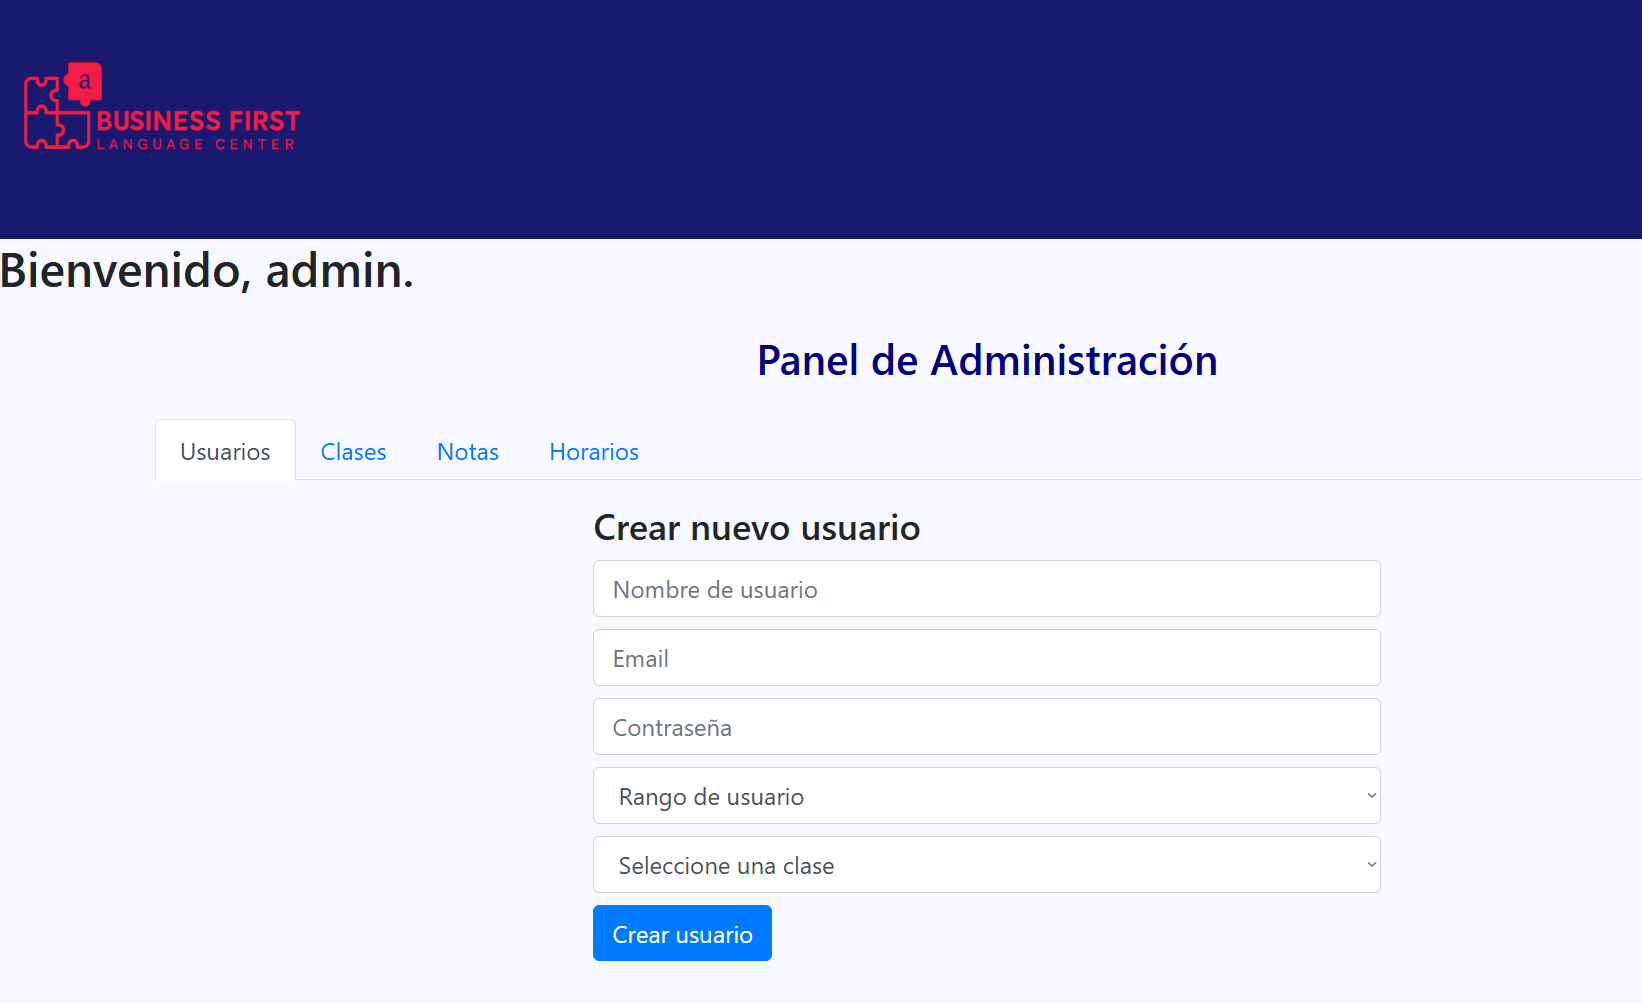 a
BUSINESS FIRST
LANGUAGE CENTER
Bienvenido, admin.
Panel de Administración
Usuarios Clases Notas Horarios
Crear nuevo usuario
Nombre de usuario
Email
Contraseña
Rango de usuario
Seleccione una clase
Crear usuario